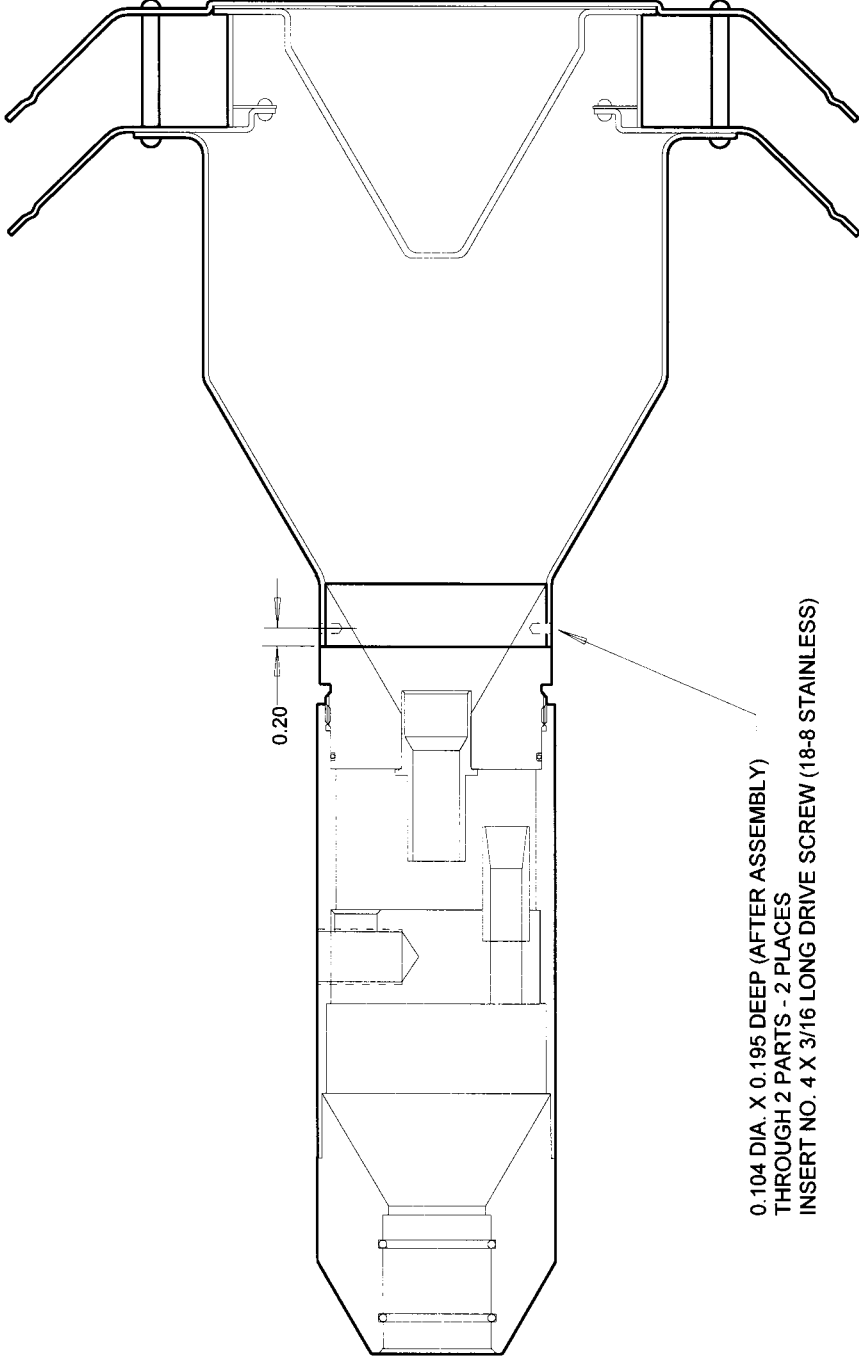 0.20
0.104 DIA. X 0.195 DEEP (AFTER ASSEMBLY)
THROUGH 2 PARTS - 2 PLACES
INSERT NO. 4 X 3/16 LONG DRIVE SCREW (18-8 STAINLESS)